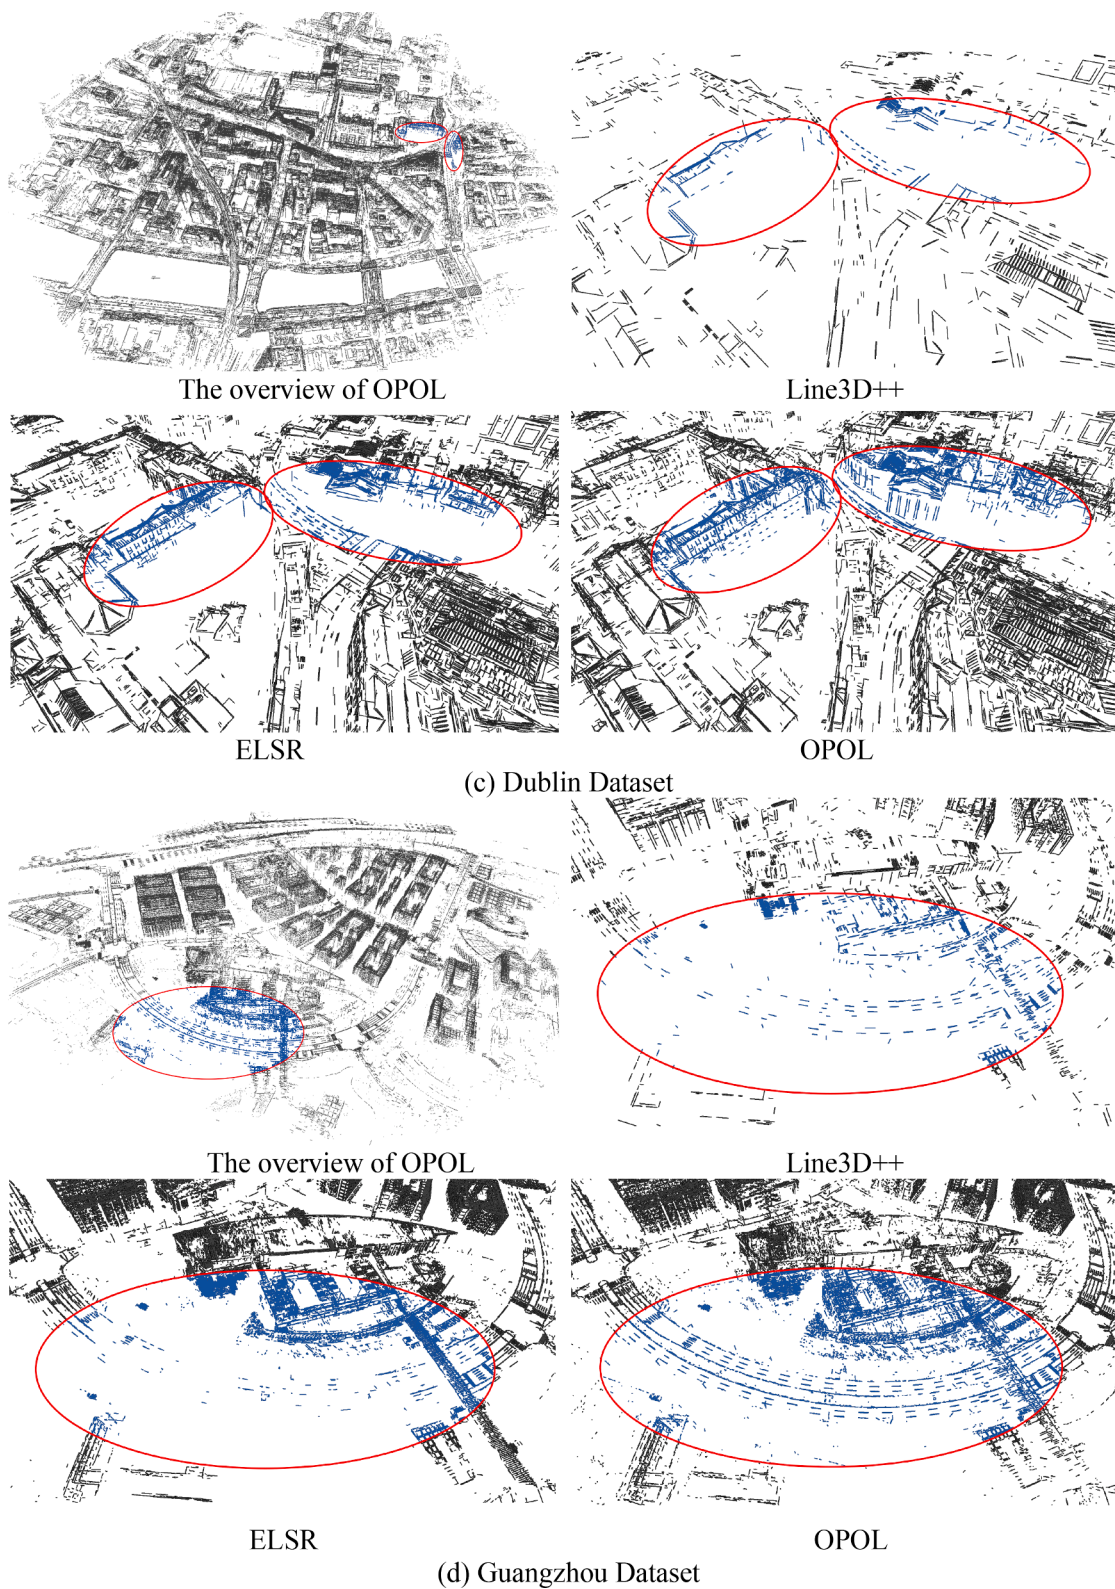 The overview of OPOL
Line3D++
ELSR
OPOL
(c) Dublin Dataset
The overview of OPOL
Line3D++
ELSR
OPOL
(d) Guangzhou Dataset